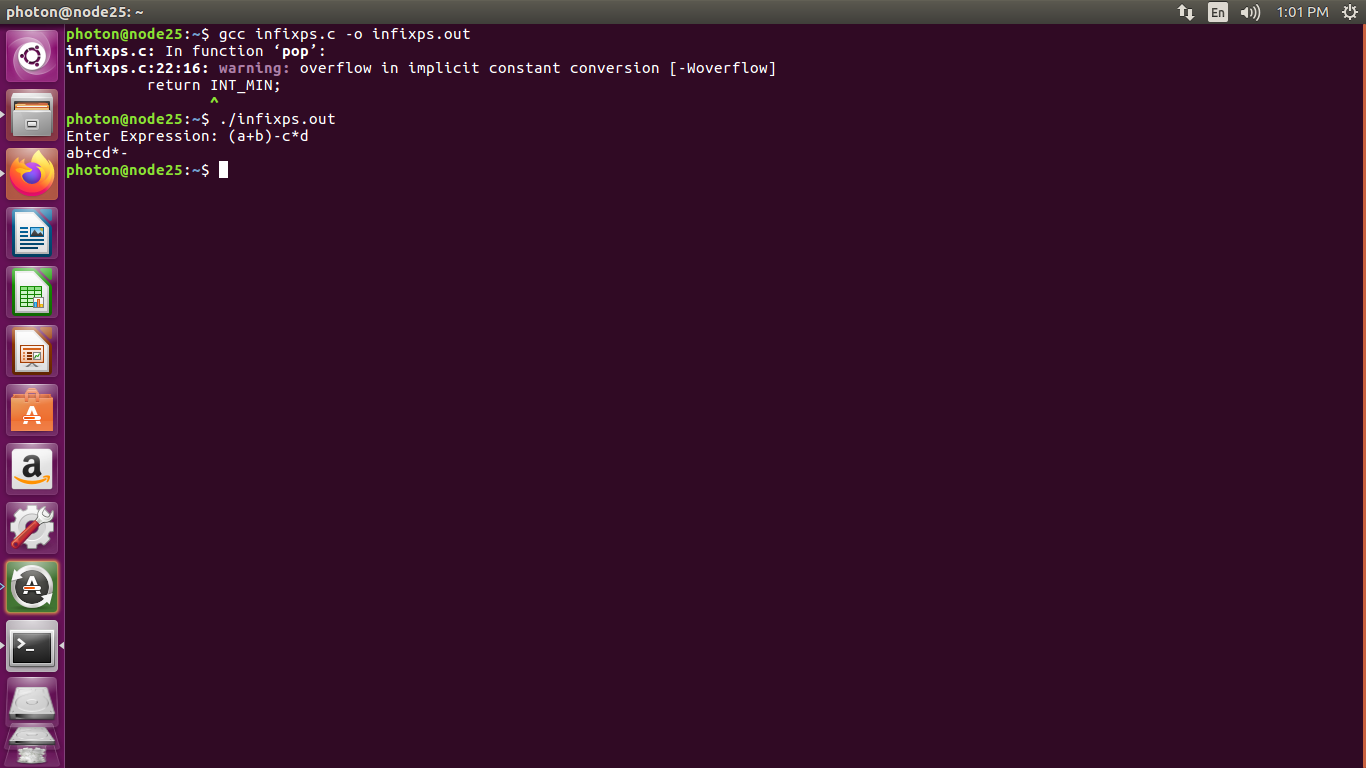 photon@node25: ~
En
1:01 PM
photon@node25:~$ gcc infixps.c -o infixps.out
infixps.c: In function ‘pop’:
infixps.c:22:16: warning: overflow in implicit constant conversion [-Woverflow]
         return INT_MIN;
                ^
photon@node25:~$ ./infixps.out
Enter Expression: (a+b)-c*d
ab+cd*-
photon@node25:~$
A
a
A
>_